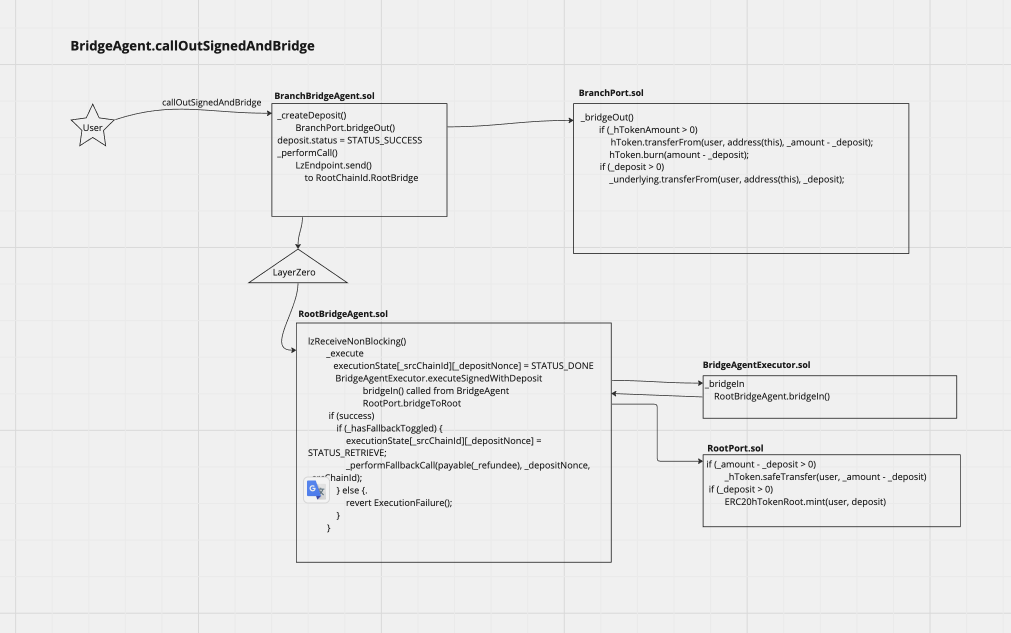 BridgeAgent.callOutSignedAndBridge
callOutSignedAndBridge
User
BranchBridgeAgent.sol
_createDeposit()
BranchPort.bridgeOut()
deposit.status = STATUS_SUCCESS
_performCall()
LzEndpoint.send()
to RootChainId.RootBridge
BranchPort.sol
_bridgeOut()
if (_hTokenAmount > 0)
hToken.transferFrom(user, address(this), _amount - _deposit);
hToken.burn(amount - _deposit);
if (_deposit > 0)
_underlying.transferFrom(user, address(this), _deposit);
LayerZero
RootBridgeAgent.sol
lzReceiveNonBlocking()
_execute
executionState[_srcChainId][_depositNonce] = STATUS_DONE
BridgeAgentExecutor.executeSignedWithDeposit
bridgeIn() called from BridgeAgent
RootPort.bridgeToRoot
if (success)
if (_hasFallbackToggled) {
executionState[_srcChainId][_depositNonce] =
STATUS_RETRIEVE;
_performFallbackCall(payable(_refundee), _depositNonce,
_srcChainId);
} else {.
revert ExecutionFailure();
}
}
BridgeAgentExecutor.sol
_bridgeIn
RootBridgeAgent.bridgeIn()
RootPort.sol
if (_amount - _deposit > 0)
_hToken.safeTransfer(user, _amount - _deposit)
if (_deposit > 0)
ERC20hTokenRoot.mint(user, deposit)